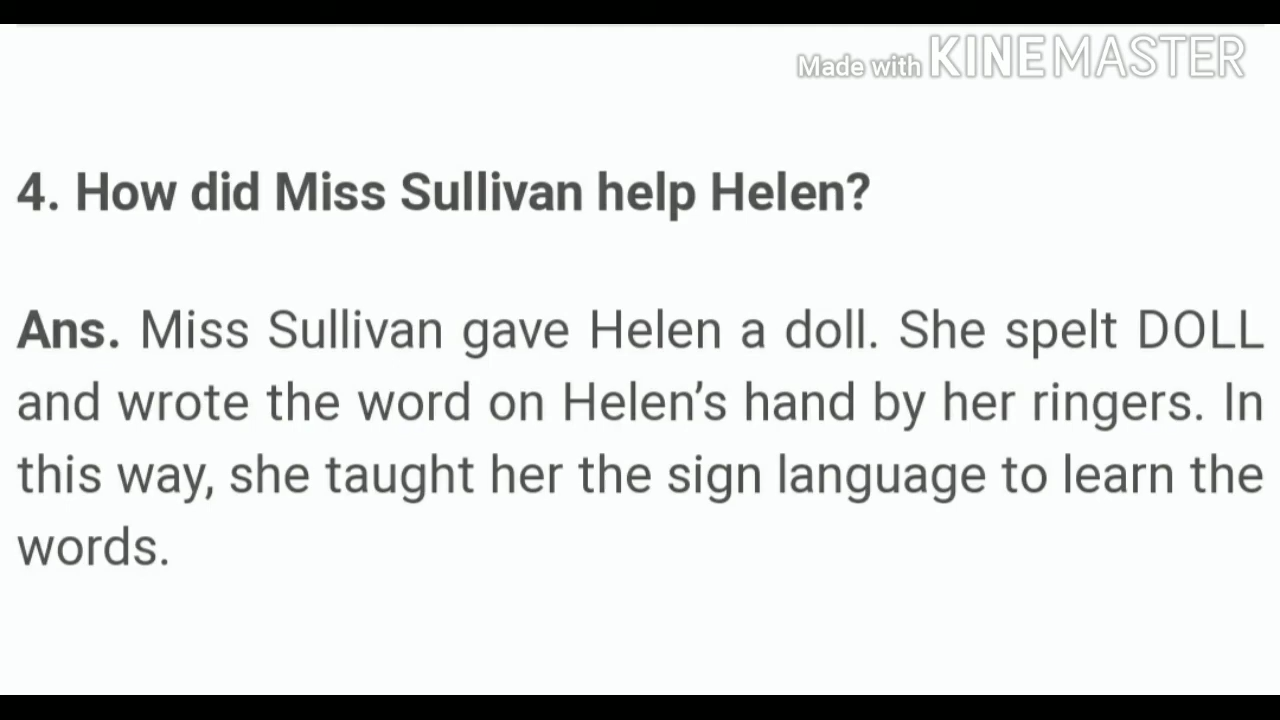 Made with KINEMASTER
4. How did Miss Sullivan help Helen?
Ans. Miss Sullivan gave Helen a doll. She spelt DOLL
and wrote the word on Helen’s hand by her ringers. In
this way, she taught her the sign language to learn the
words.